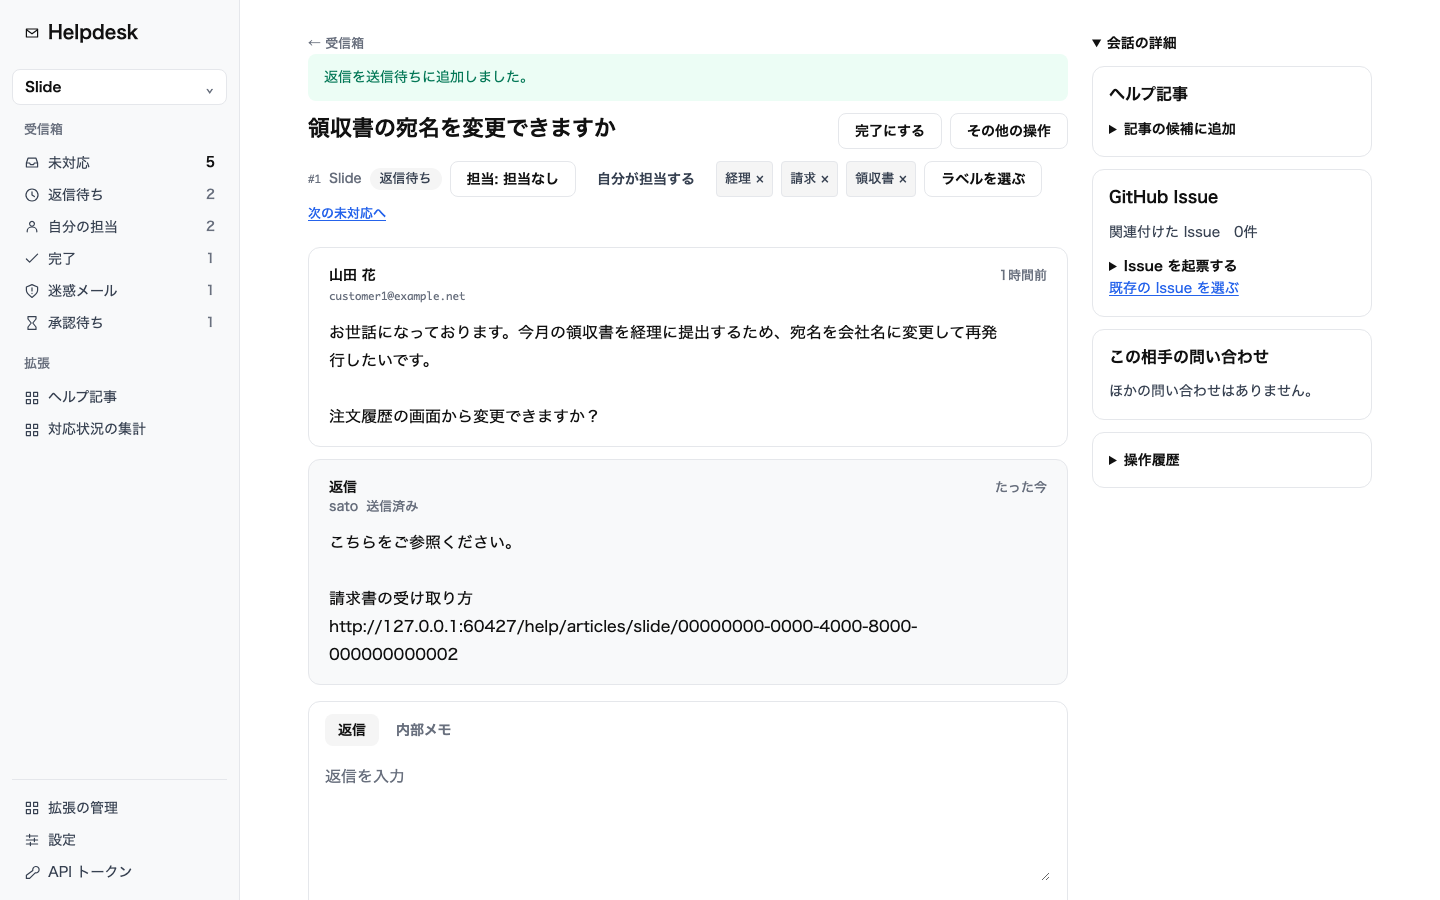 Helpdesk
Slide
受信箱
未対応 5
返信待ち 2
自分の担当 2
完了 1
迷惑メール 1
承認待ち 1
拡張
ヘルプ記事
対応状況の集計
拡張の管理
設定
API トークン
← 受信箱
返信を送信待ちに追加しました。
領収書の宛名を変更できますか
完了にする
その他の操作
#1 Slide 返信待ち 担当: 担当なし 自分が担当する 経理 × 請求 × 領収書 × ラベルを選ぶ
次の未対応へ
山田 花 1時間前
customer1@example.net
お世話になっております。今月の領収書を経理に提出するため、宛名を会社名に変更して再発
行したいです。
注文履歴の画面から変更できますか？
返信 たった今
sato 送信済み
こちらをご参照ください。
請求書の受け取り方
http://127.0.0.1:60427/help/articles/slide/00000000-0000-4000-8000-
000000000002
返信 内部メモ
返信を入力
▼ 会話の詳細
ヘルプ記事
▶ 記事の候補に追加
GitHub Issue
関連付けた Issue 0件
▶ Issue を起票する
既存の Issue を選ぶ
この相手の問い合わせ
ほかの問い合わせはありません。
▶ 操作履歴